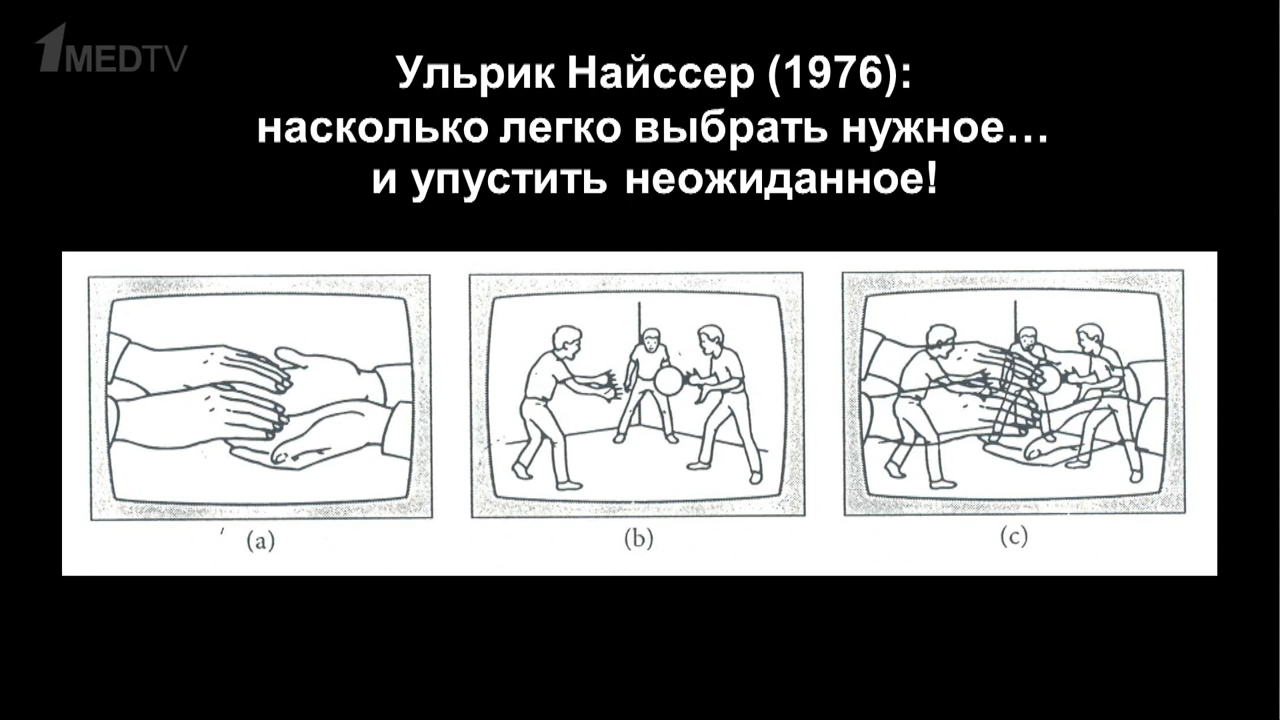 1MEDTV
Ульрик Найссер (1976):
насколько легко выбрать нужное…
и упустить неожиданное!
(a)
(b)
(c)